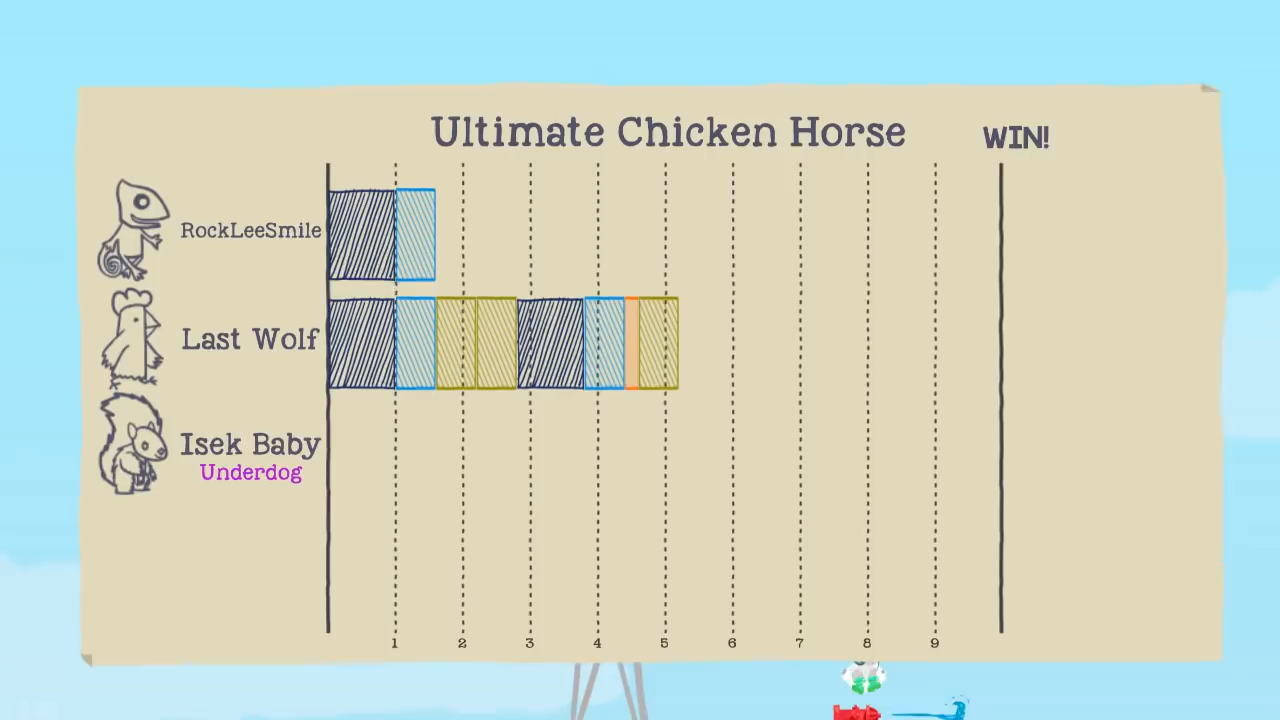 Ultimate Chicken Horse
WIN!
RockLeeSmile
Last Wolf
Isek Baby
Underdog
1 2 3 4 5 6 7 8 9